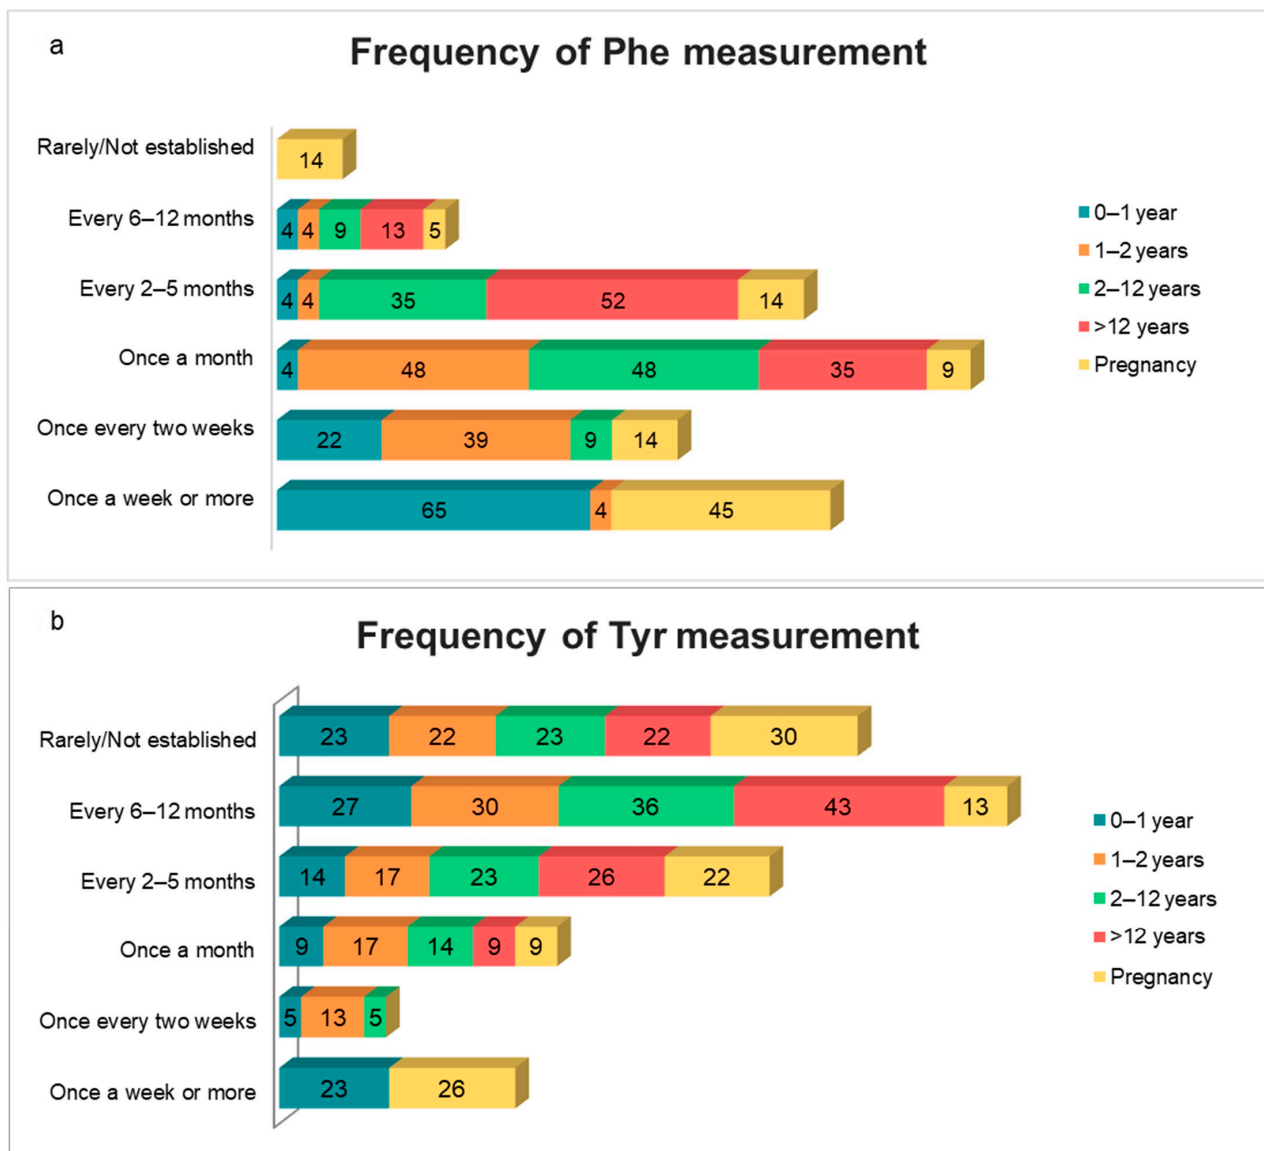 a
Frequency of Phe measurement
Rarely/Not established
14
Every 6–12 months
4 4 9 13 5
Every 2–5 months
4 4 35 52 14
Once a month
4 48 48 35 9
Once every two weeks
22 39 9 14
Once a week or more
65 4 45
0–1 year
1–2 years
2–12 years
>12 years
Pregnancy
b
Frequency of Tyr measurement
Rarely/Not established
23 22 23 22 30
Every 6–12 months
27 30 36 43 13
Every 2–5 months
14 17 23 26 22
Once a month
9 17 14 9 9
Once every two weeks
5 13 5
Once a week or more
23 26
0–1 year
1–2 years
2–12 years
>12 years
Pregnancy